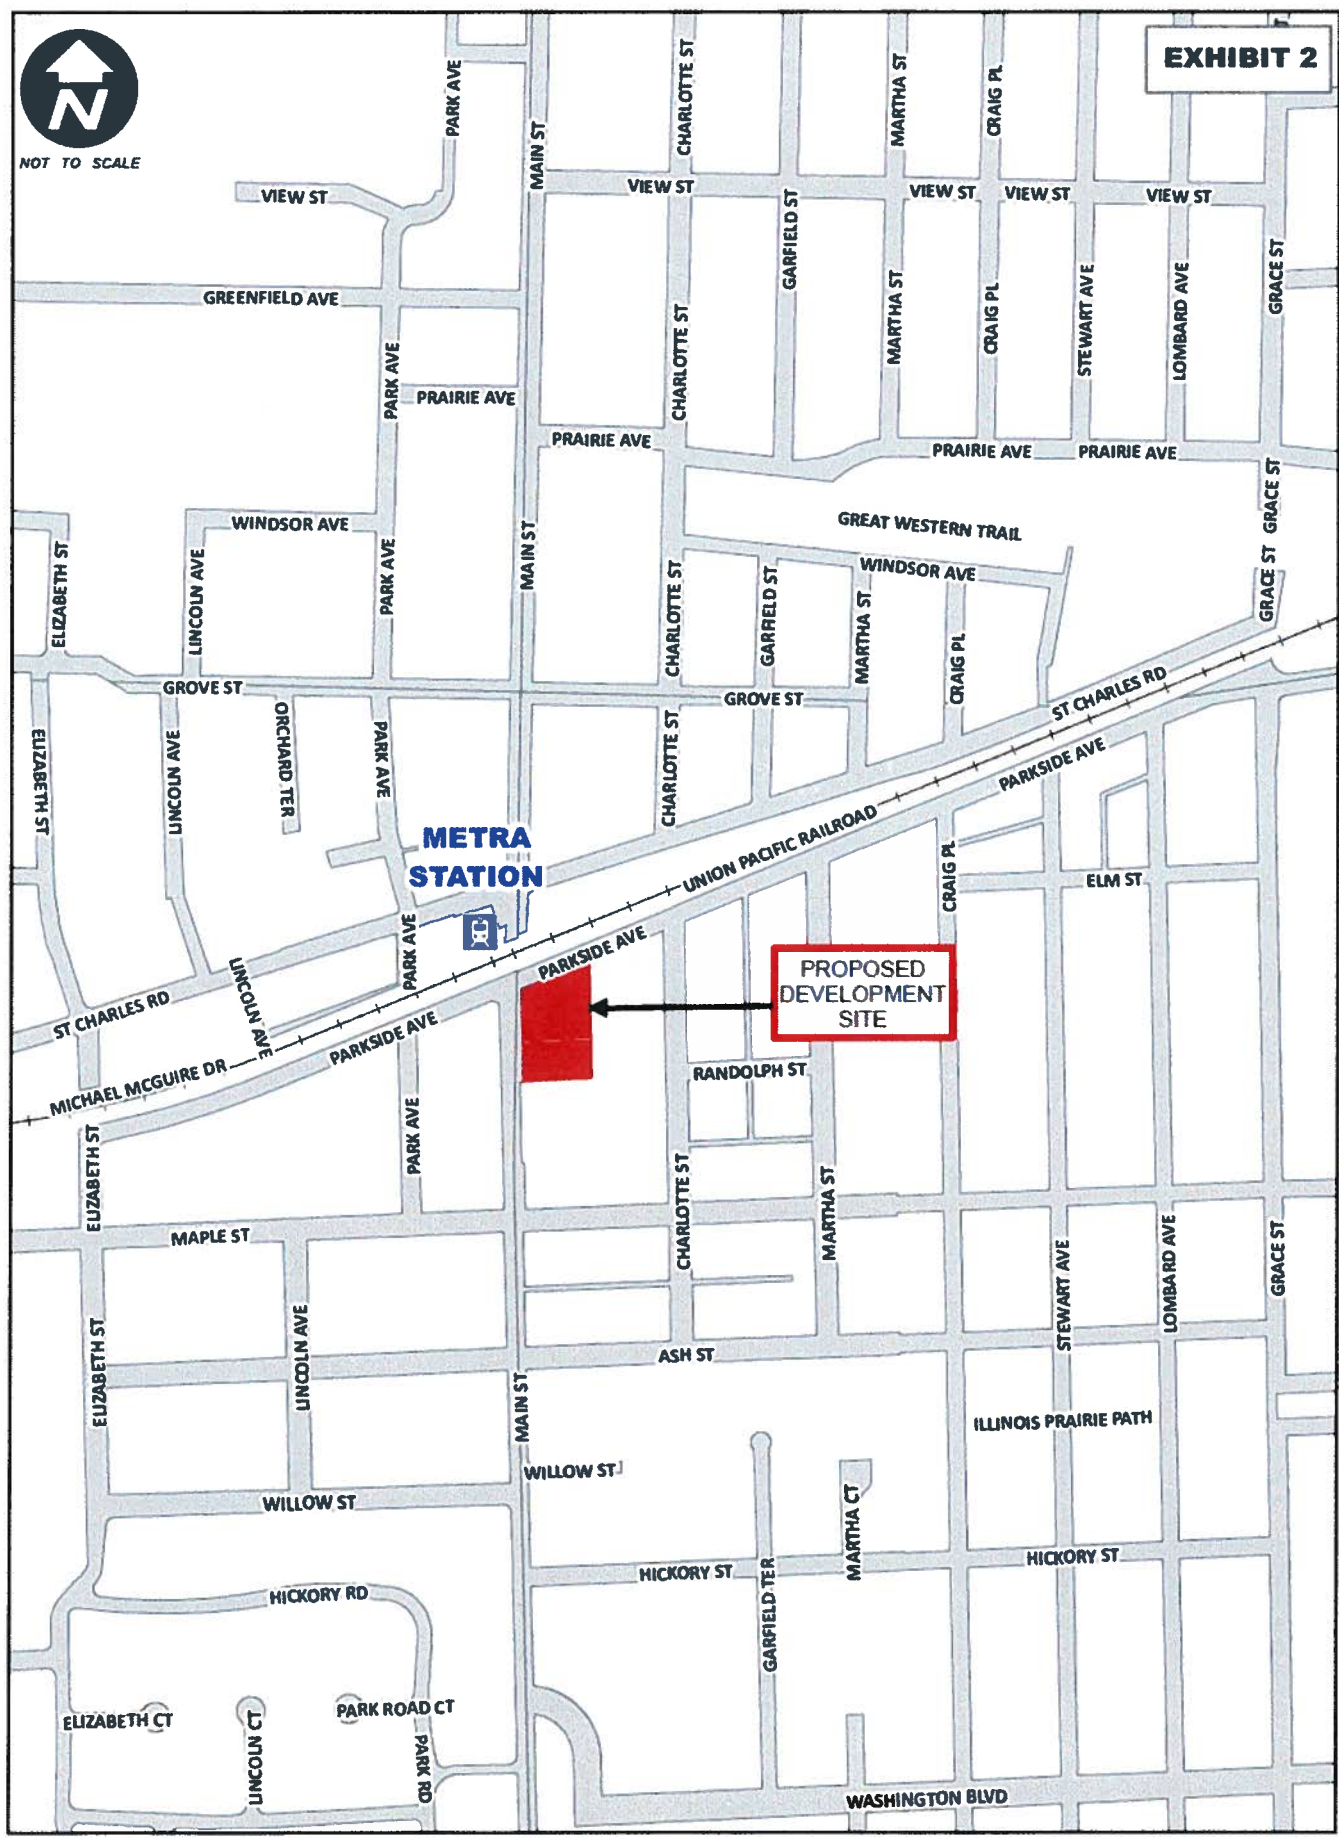 EXHIBIT 2
N
NOT TO SCALE
PARK AVE
MAIN ST
CHARLOTTE ST
MARTHA ST
CRAIG PL
VIEW ST
VIEW ST
VIEW ST
VIEW ST
VIEW ST
GARFIELD ST
GRACE ST
GREENFIELD AVE
MARTHA ST
CRAIG PL
STEWART AVE
LOMBARD AVE
CHARLOTTE ST
PARK AVE
PRAIRIE AVE
PRAIRIE AVE
PRAIRIE AVE
PRAIRIE AVE
GRACE ST
WINDSOR AVE
GREAT WESTERN TRAIL
ELIZABETH ST
LINCOLN AVE
PARK AVE
MAIN ST
WINDSOR AVE
GRACE ST
CHARLOTTE ST
GARFIELD ST
MARTHA ST
CRAIG PL
GROVE ST
GROVE ST
ST CHARLES RD
ELIZABETH ST
LINCOLN AVE
ORCHARD TER
PARK AVE
CHARLOTTE ST
PARKSIDE AVE
METRA
STATION
UNION PACIFIC RAILROAD
CRAIG PL
ELM ST
PARK AVE
PARKSIDE AVE
PROPOSED
DEVELOPMENT
SITE
ST CHARLES RD
LINCOLN AVE
PARKSIDE AVE
MICHAEL MCGUIRE DR
RANDOLPH ST
PARK AVE
ELIZABETH ST
CHARLOTTE ST
MARTHA ST
MAPLE ST
STEWART AVE
LOMBARD AVE
GRACE ST
ELIZABETH ST
LINCOLN AVE
ASH ST
MAIN ST
ILLINOIS PRAIRIE PATH
WILLOW ST
WILLOW ST
MARTHA CT
HICKORY ST
HICKORY ST
HICKORY RD
GARFIELD TER
ELIZABETH CT
LINCOLN CT
PARK ROAD CT
PARK RD
WASHINGTON BLVD